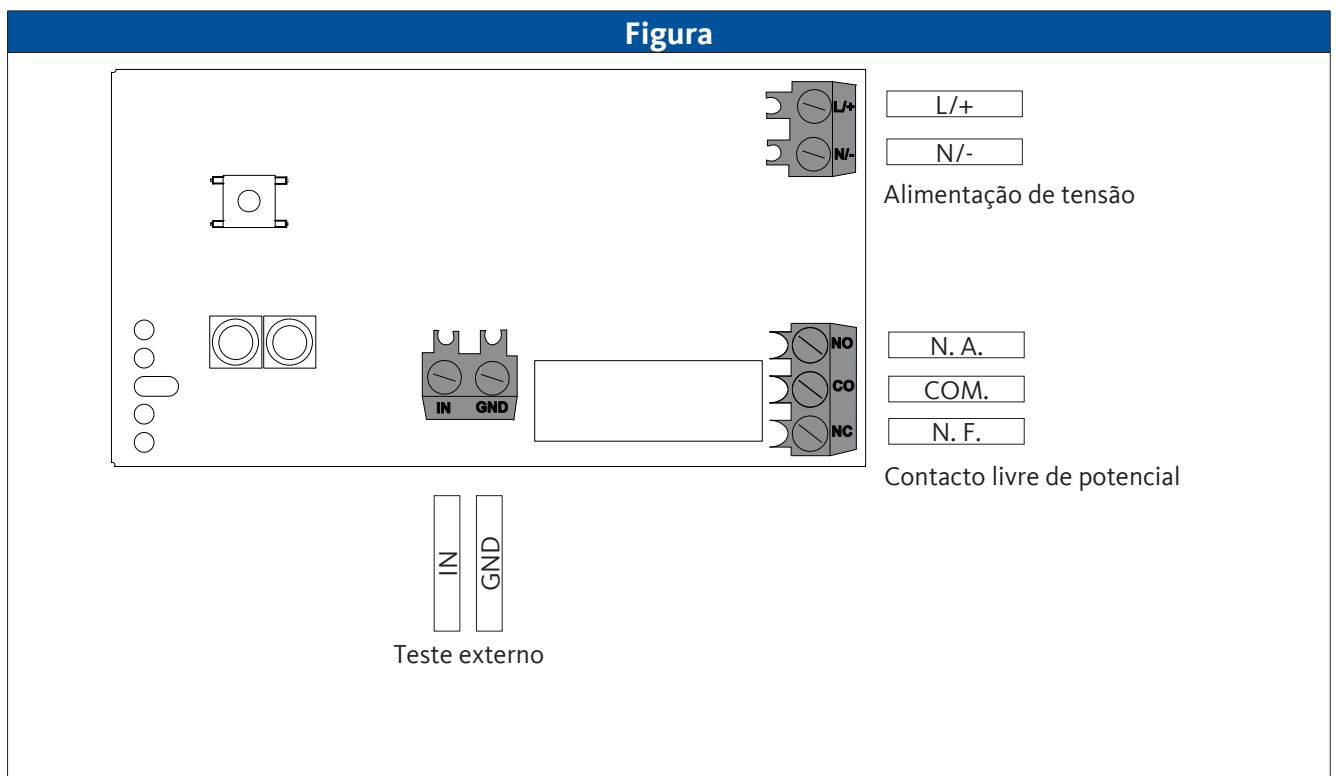 Figura
L/+
L/+
N/-
N/-
Alimentação de tensão
NO
N. A.
CO
COM.
NC
N. F.
IN GND
Contacto livre de potencial
IN
GND
Teste externo